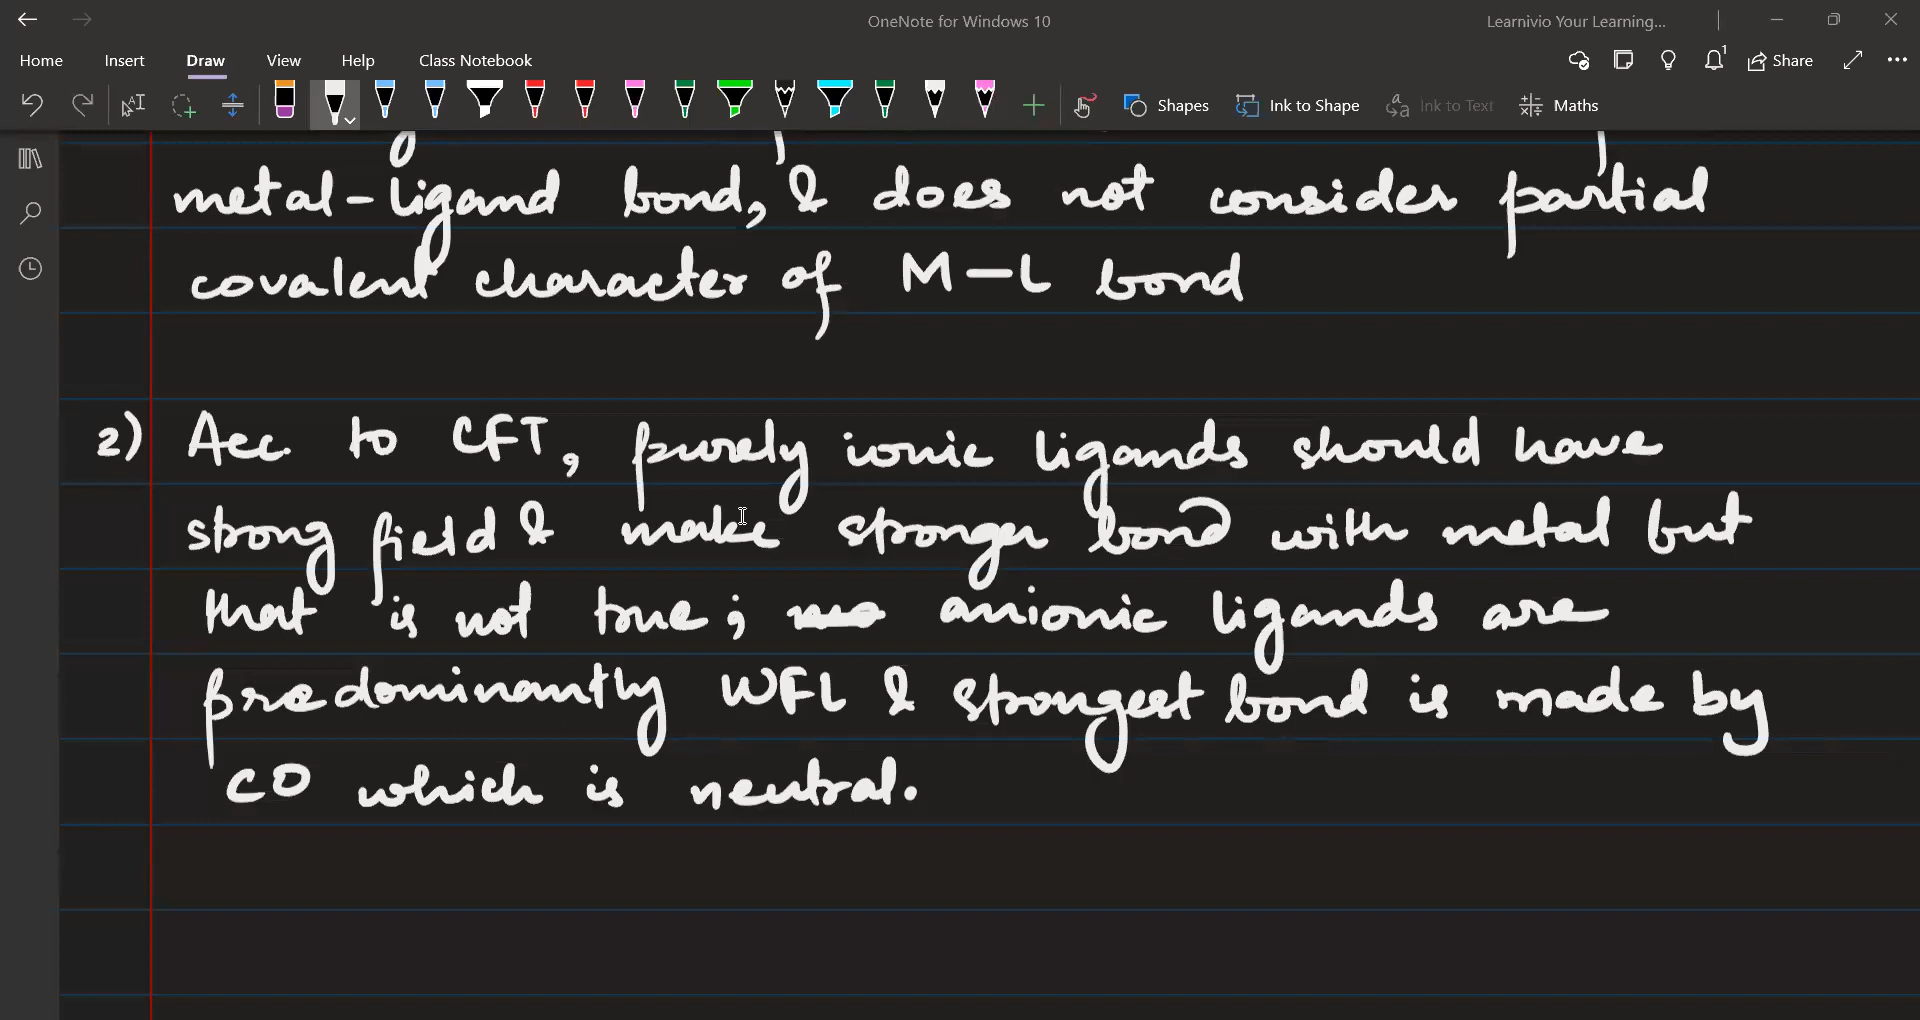 OneNote for Windows 10
Learnivio Your Learning...
Home Insert Draw View Help Class Notebook
1 Share
Shapes Ink to Shape Ink to Text Maths
metal-ligand bond, & does not consider partial
covalent character of M-L bond
2) Acc. to CFT, purely ionic ligands should have
strong field & make stronger bond with metal but
that is not true; anionic ligands are
predominantly WFL & strongest bond is made by
CO which is neutral.